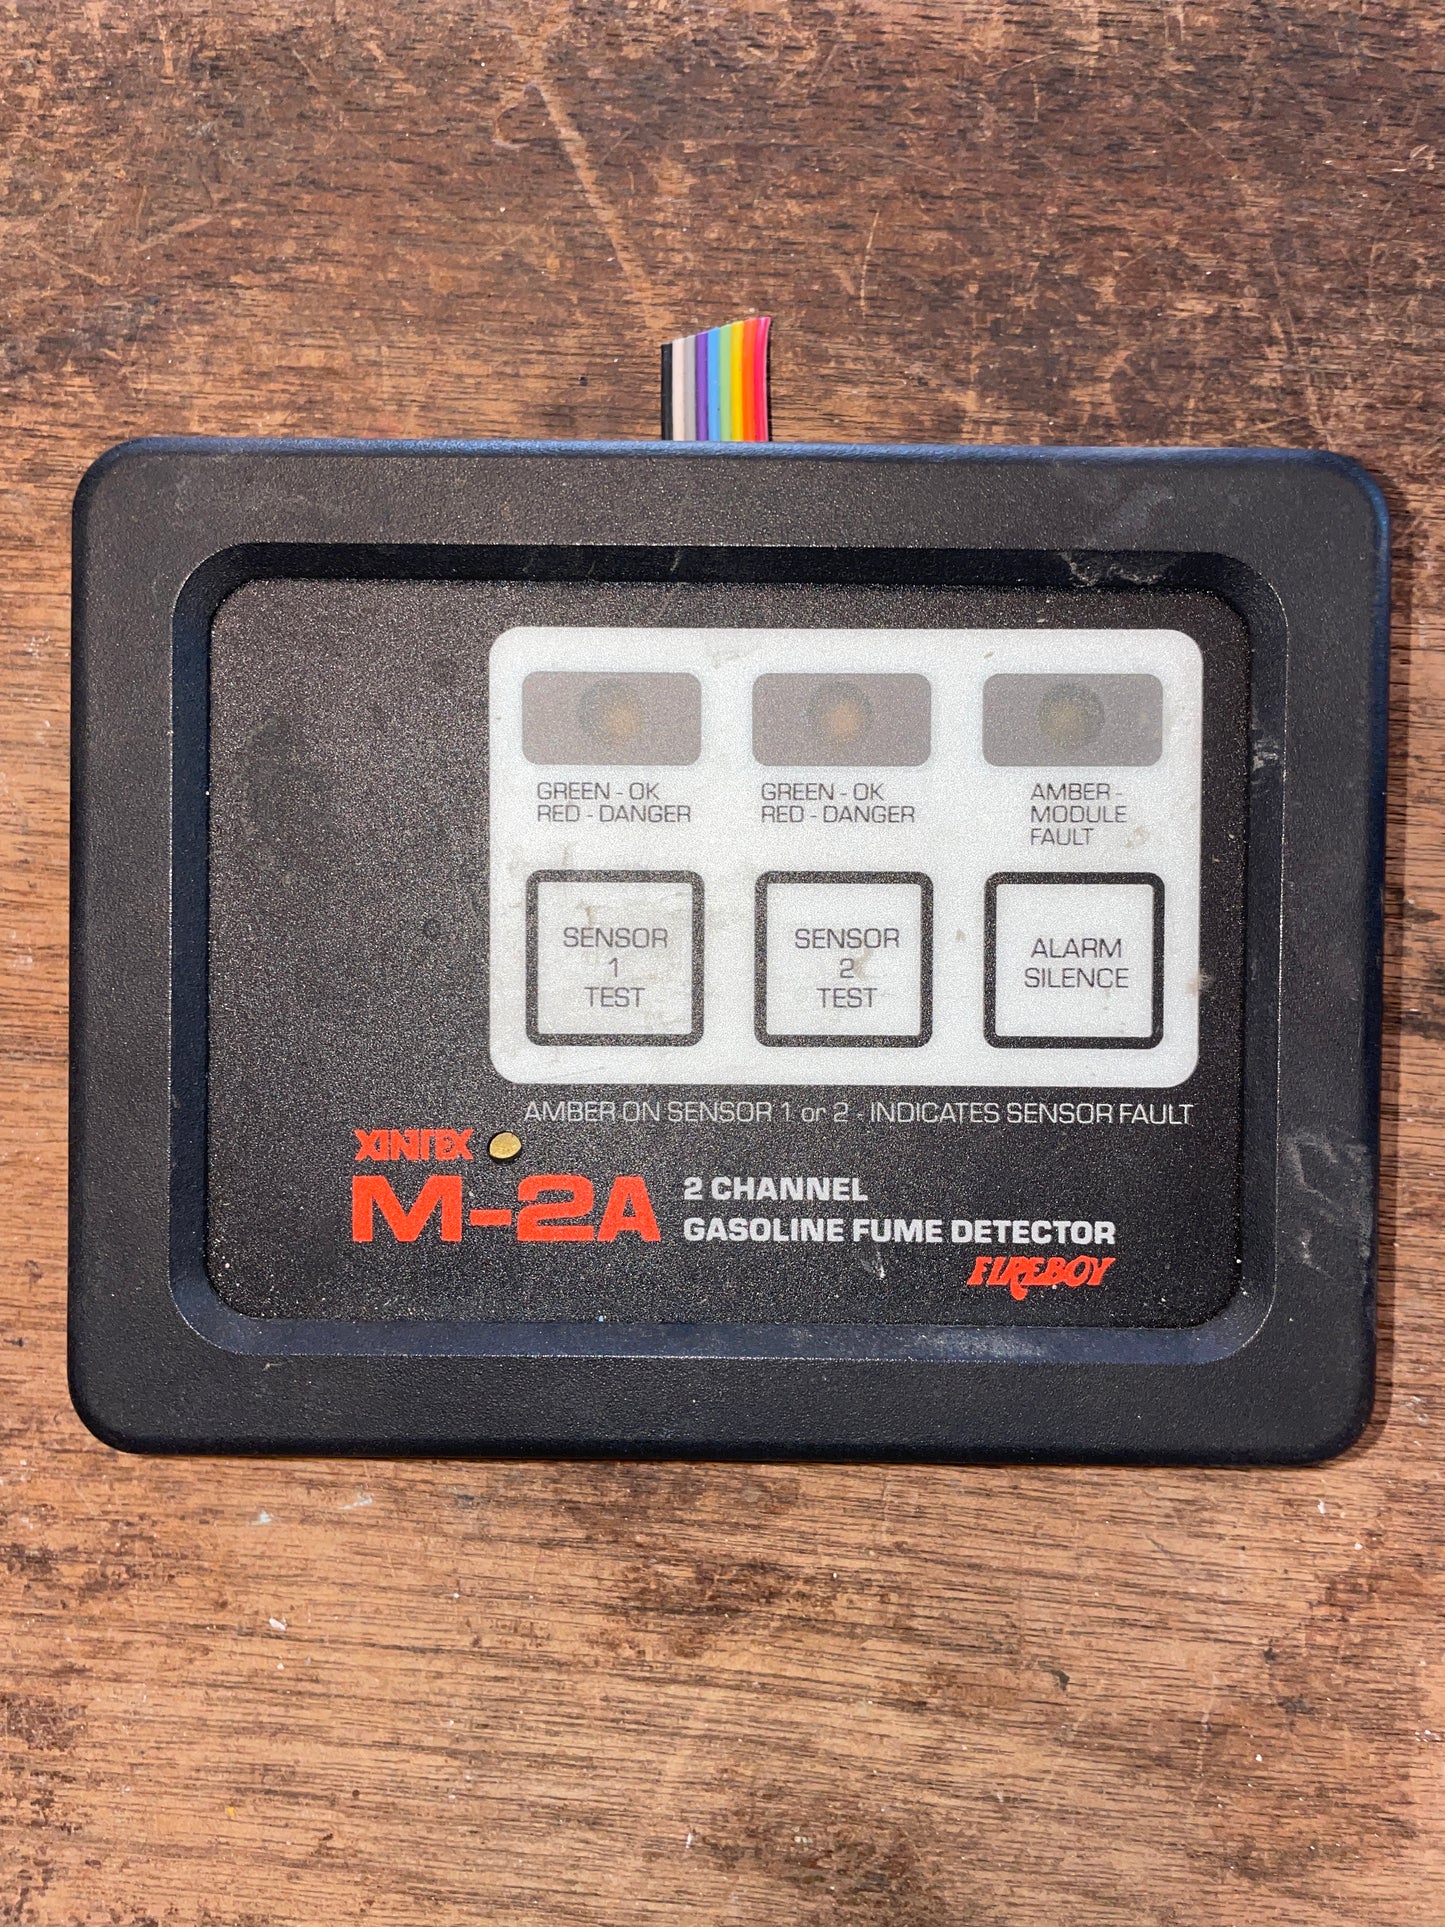 GREEN - OK
RED - DANGER
GREEN - OK
RED - DANGER
AMBER -
MODULE
FAULT
SENSOR
1
TEST
SENSOR
2
TEST
ALARM
SILENCE
AMBER ON SENSOR 1 or 2 - INDICATES SENSOR FAULT
XINTEX
M-2A
2 CHANNEL
GASOLINE FUME DETECTOR
FIREBOY